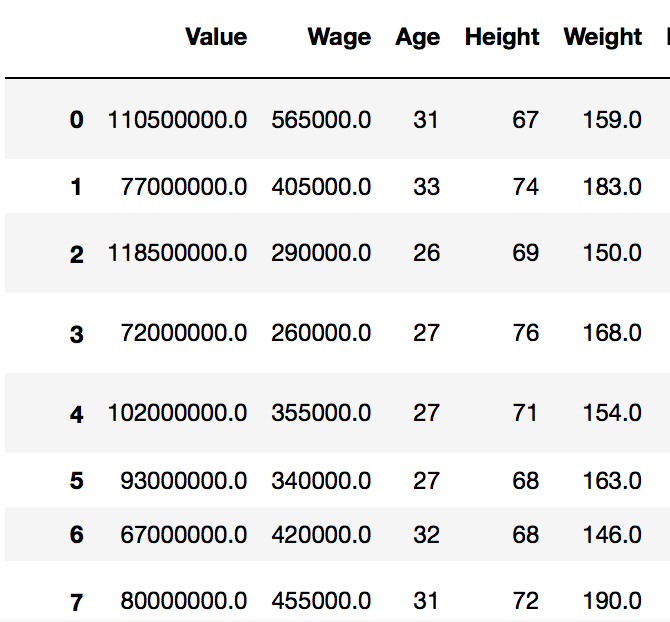 Value Wage Age Height Weight
0 110500000.0 565000.0 31 67 159.0
1 77000000.0 405000.0 33 74 183.0
2 118500000.0 290000.0 26 69 150.0
3 72000000.0 260000.0 27 76 168.0
4 102000000.0 355000.0 27 71 154.0
5 93000000.0 340000.0 27 68 163.0
6 67000000.0 420000.0 32 68 146.0
7 80000000.0 455000.0 31 72 190.0